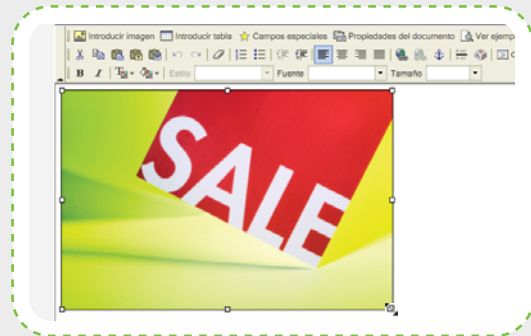 Introducir imagen Introducir tabla Campos especiales Propiedades del documento Ver ejemp
B I T Estilo Fuente Tamaño
SALE